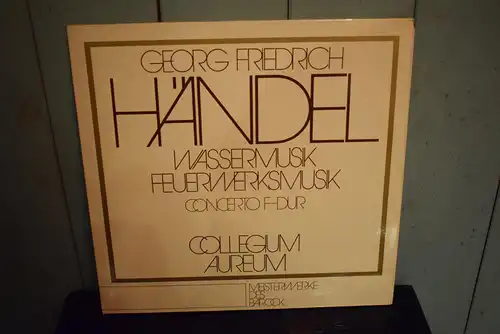 GEORG FRIEDRICH
HÄNDEL
WASSERMUSIK
FEUERWERKSMUSIK
CONCERTO F-DUR
COLLEGIUM
AUREUM
MEISTERWERKE
DES
BAROCK